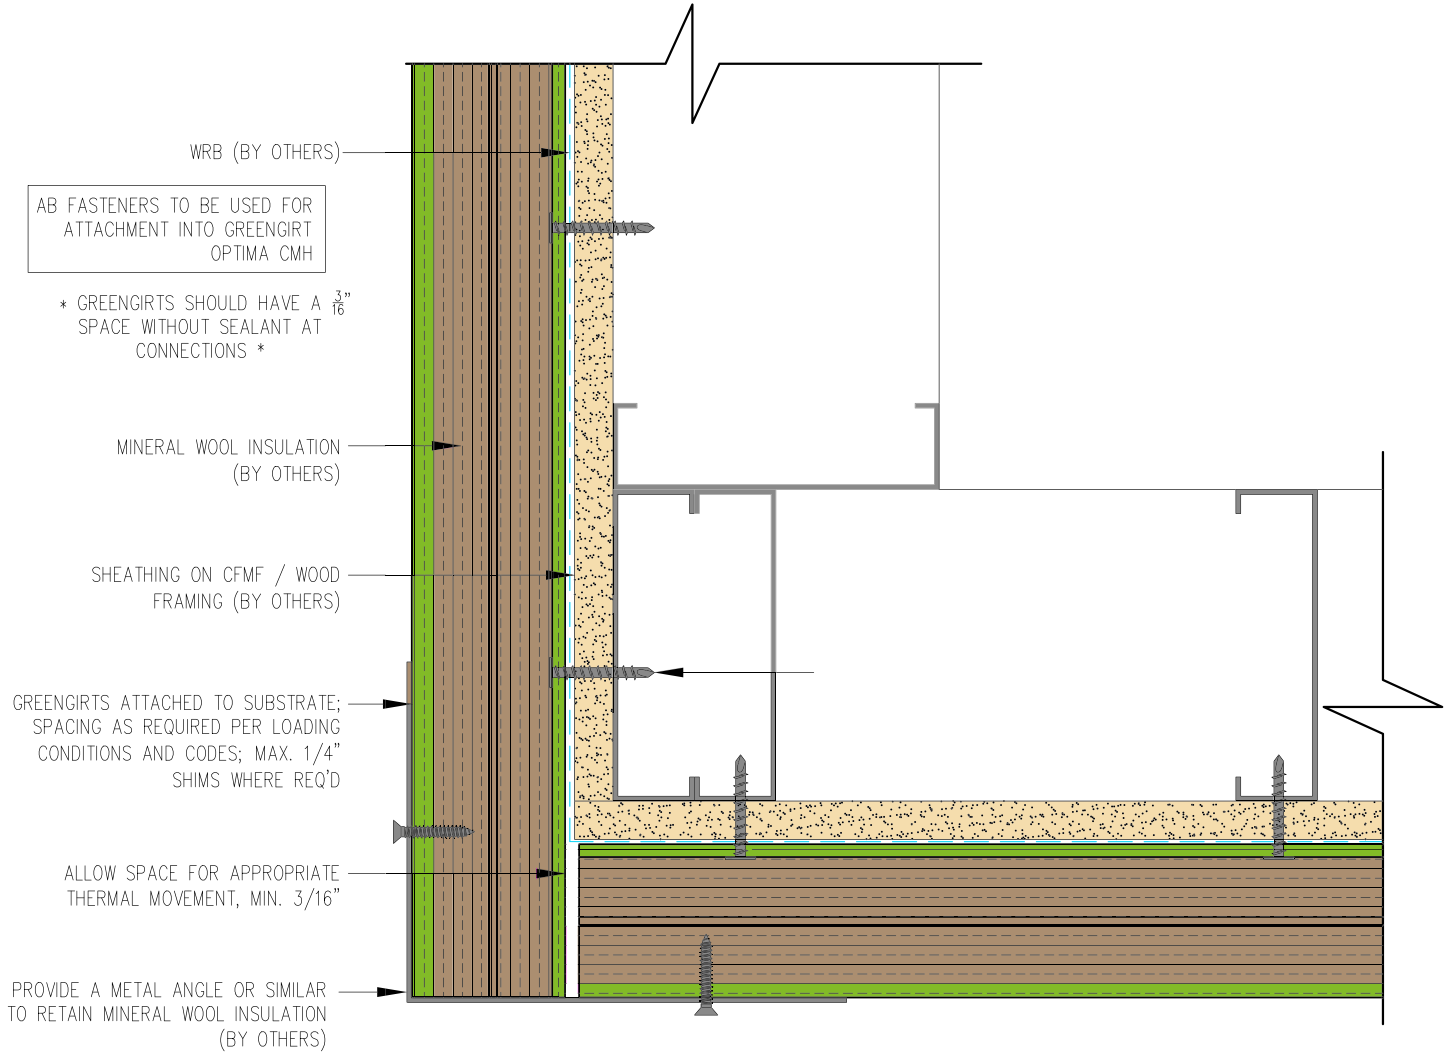 WRB (BY OTHERS)
AB FASTENERS TO BE USED FOR
ATTACHMENT INTO GREENGIRT
OPTIMA CMH
* GREENGIRTS SHOULD HAVE A 3/16"
SPACE WITHOUT SEALANT AT
CONNECTIONS *
MINERAL WOOL INSULATION
(BY OTHERS)
SHEATHING ON CFMF / WOOD
FRAMING (BY OTHERS)
GREENGIRTS ATTACHED TO SUBSTRATE;
SPACING AS REQUIRED PER LOADING
CONDITIONS AND CODES; MAX. 1/4"
SHIMS WHERE REQ'D
ALLOW SPACE FOR APPROPRIATE
THERMAL MOVEMENT, MIN. 3/16"
PROVIDE A METAL ANGLE OR SIMILAR
TO RETAIN MINERAL WOOL INSULATION
(BY OTHERS)